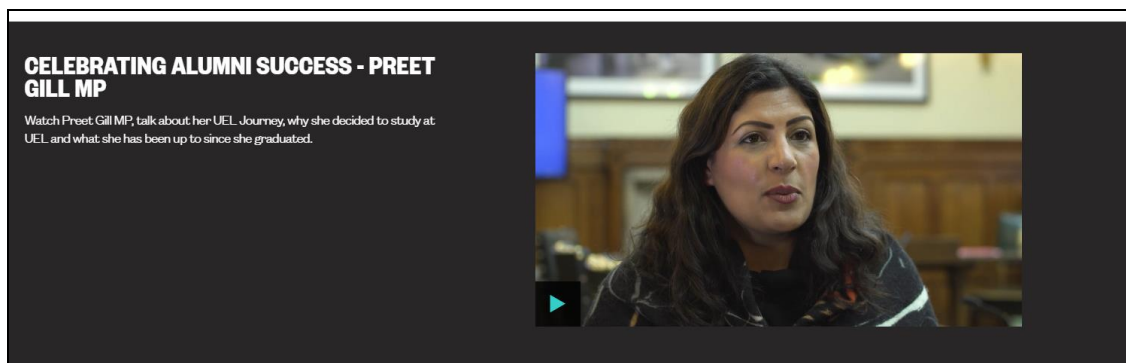 CELEBRATING ALUMNI SUCCESS - PREET
GILL MP
Watch Preet Gill MP, talk about her UEL Journey, why she decided to study at
UEL and what she has been up to since she graduated.